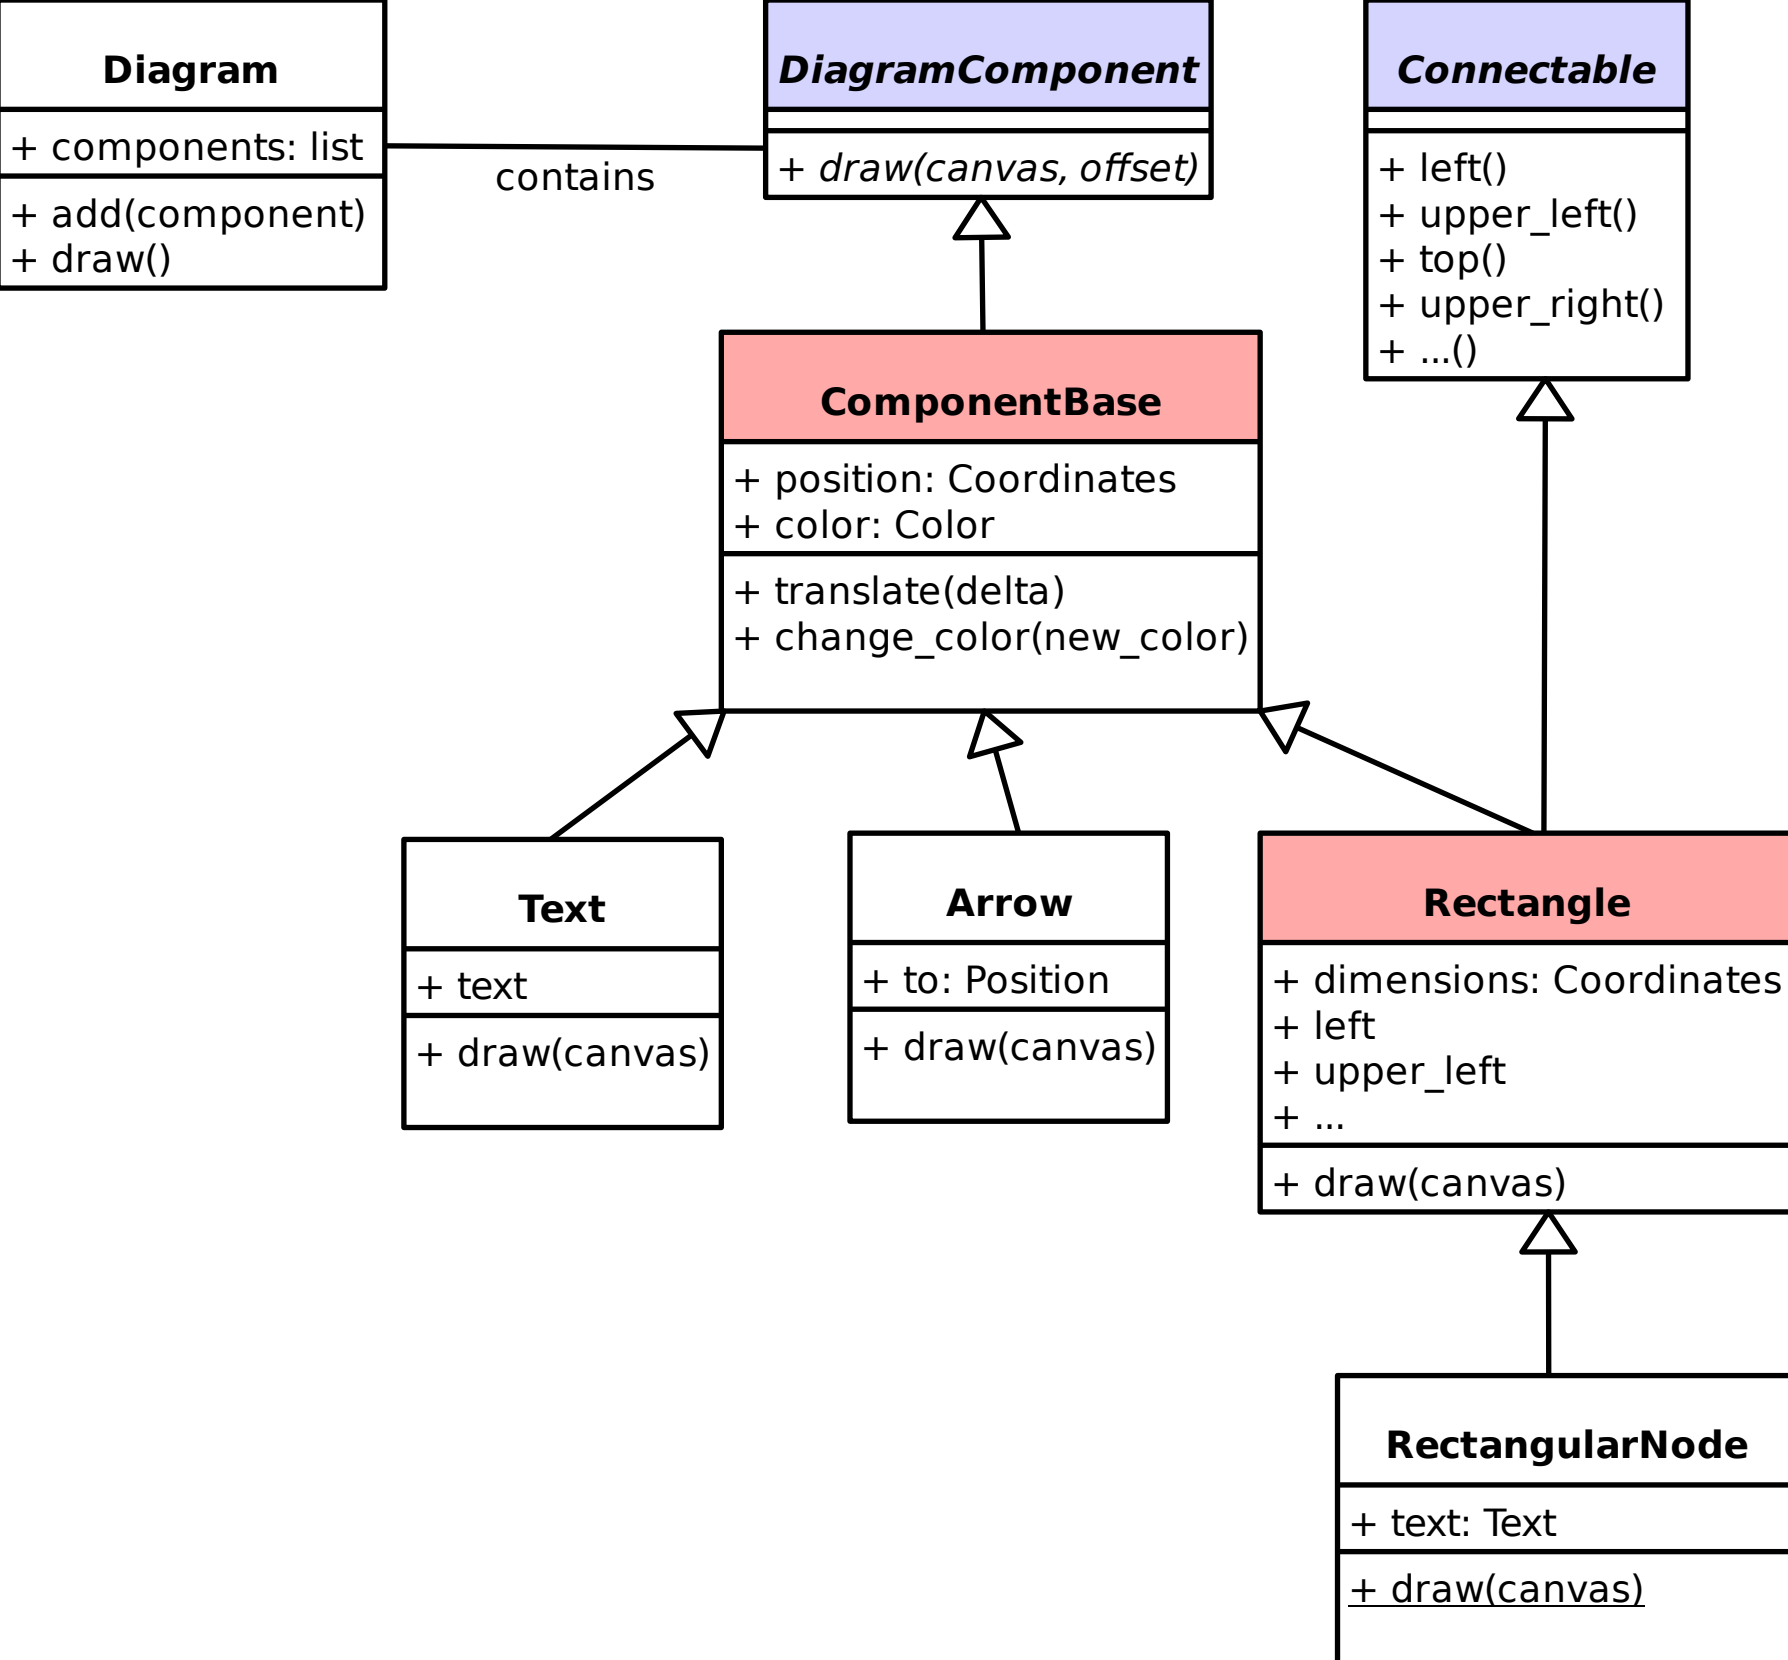 Diagram
+ components: list
+ add(component)
+ draw()
contains
DiagramComponent
+ draw(canvas, offset)
Connectable
+ left()
+ upper_left()
+ top()
+ upper_right()
+ ...()
ComponentBase
+ position: Coordinates
+ color: Color
+ translate(delta)
+ change_color(new_color)
Text
+ text
+ draw(canvas)
Arrow
+ to: Position
+ draw(canvas)
Rectangle
+ dimensions: Coordinates
+ left
+ upper_left
+ ...
+ draw(canvas)
RectangularNode
+ text: Text
+ draw(canvas)